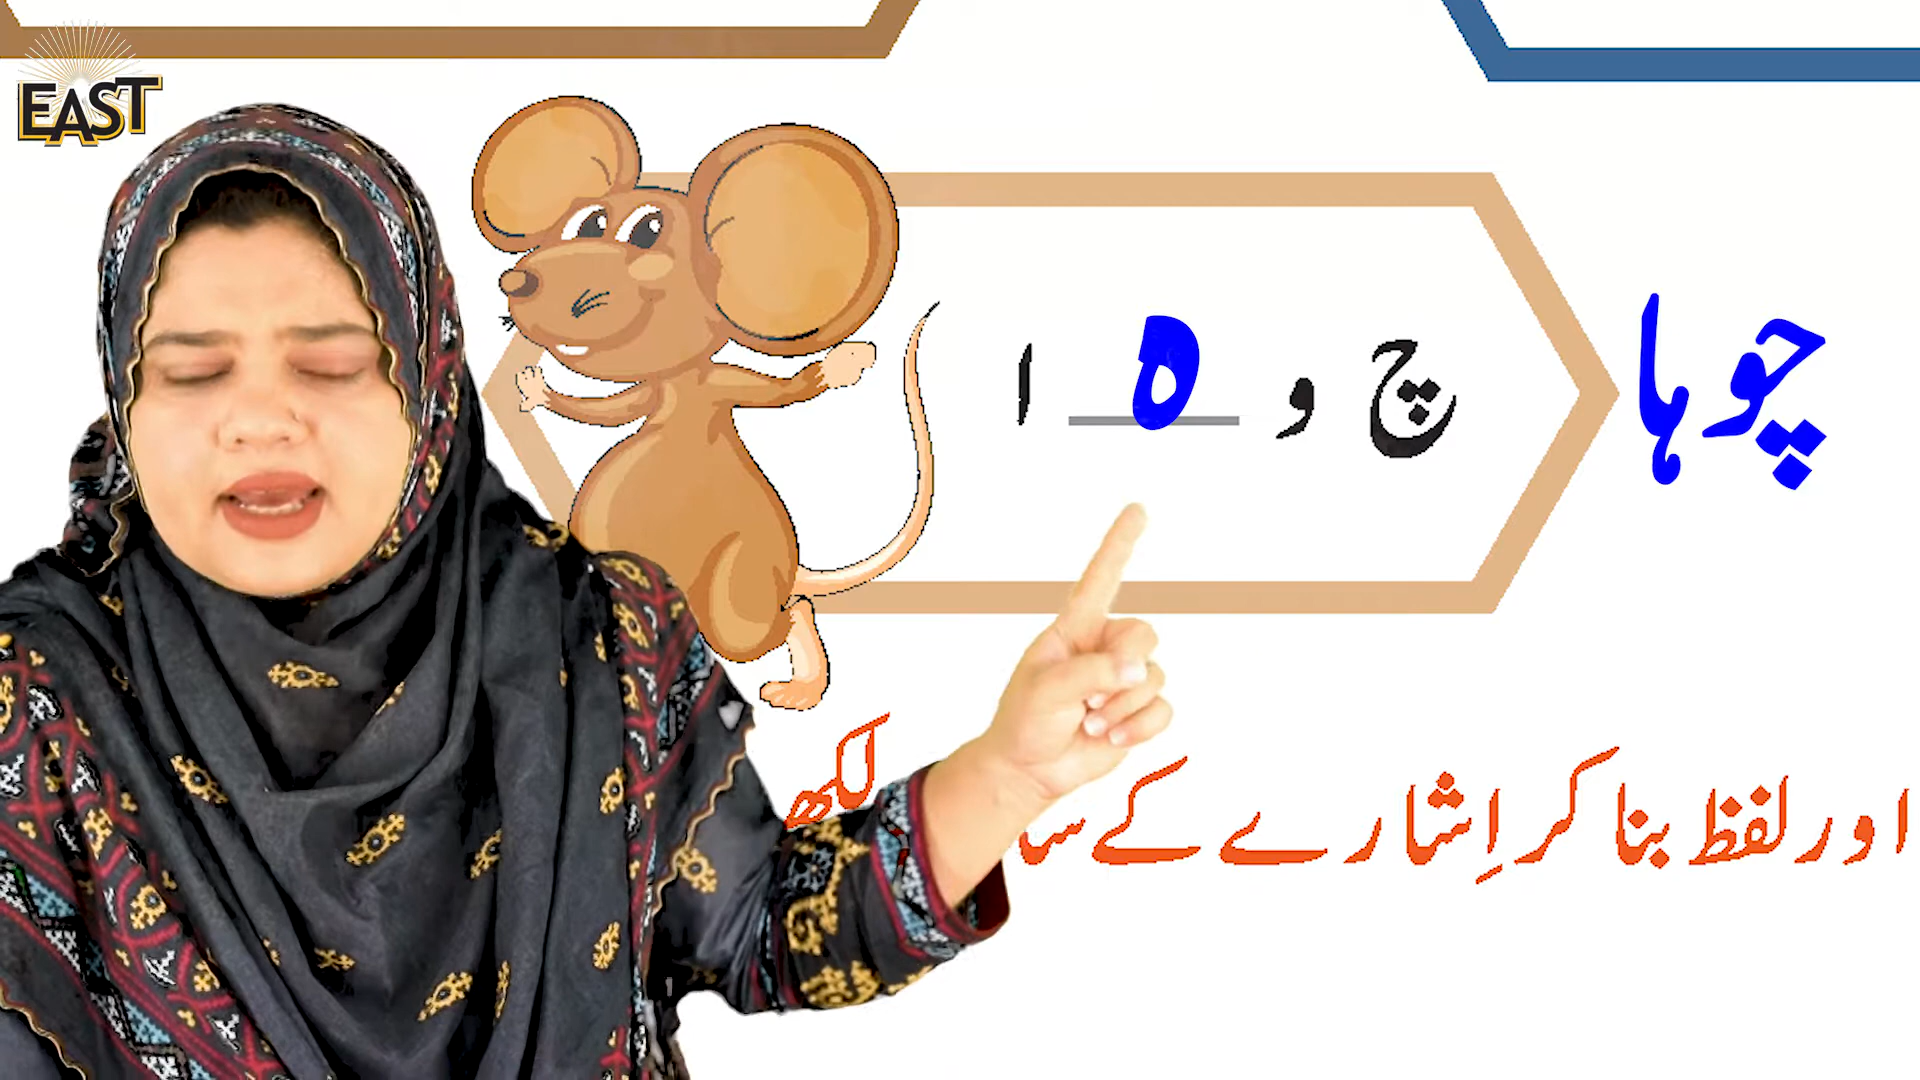 EAST
چ و ہ ا
چوہا
اور لفظ بنا کر اِشارے کے سا لکھ